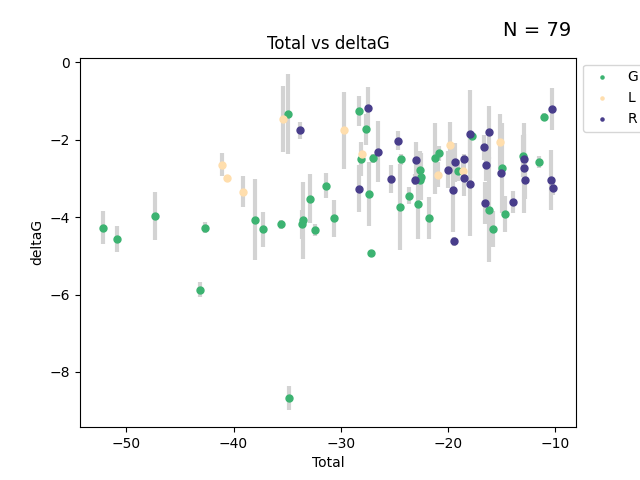 N = 79
Total vs deltaG
G
L
R
0
−2
−4
−6
−8
deltaG
−50 −40 −30 −20 −10
Total